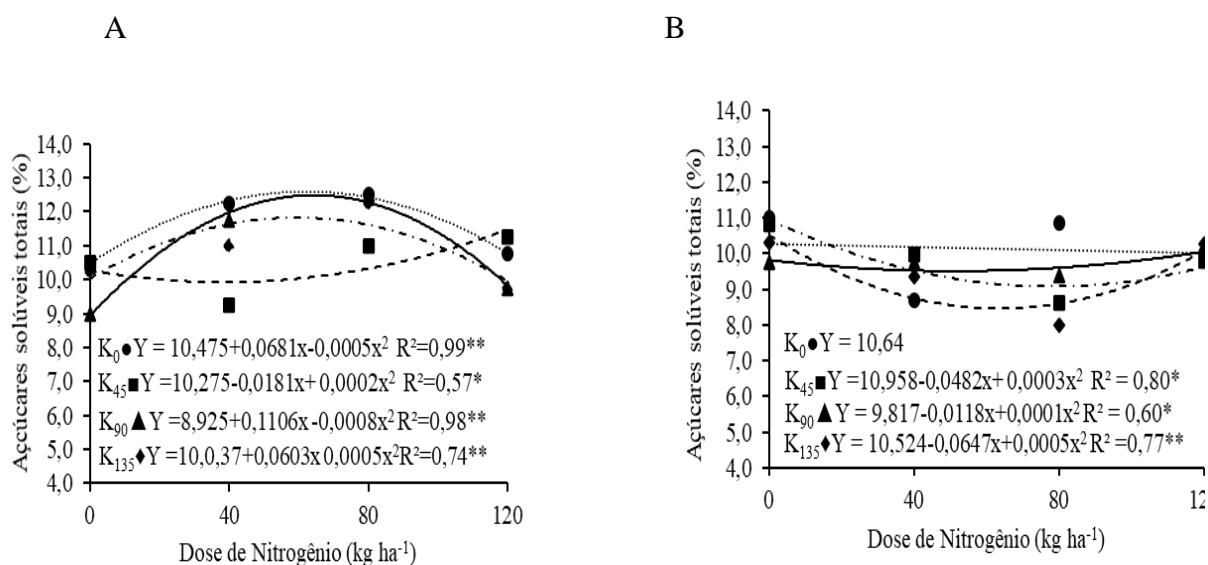 A
B
Açcúcares solúveis totais (%)
14,0
13,0
12,0
11,0
10,0
9,0
8,0
7,0
6,0
5,0
4,0
K0●Y = 10,475+0,0681x-0,0005x² R²=0,99**
K45■Y=10,275-0,0181x+0,0002x² R²=0,57*
K90▲Y=8,925+0,1106x-0,0008x²R²=0,98**
K135♦Y=10,0,37+0,0603x0,0005x²R²=0,74**
0 40 80 120
Dose de Nitrogênio (kg ha⁻¹)
Açúcares solúveis totais (%)
14,0
13,0
12,0
11,0
10,0
9,0
8,0
7,0
6,0
5,0
4,0
K0●Y = 10,64
K45■Y=10,958-0,0482x+0,0003x² R² = 0,80*
K90▲Y = 9,817-0,0118x+0,0001x²R² = 0,60*
K135♦Y = 10,524-0,0647x+0,0005x²R² = 0,77**
0 40 80
Dose de Nitrogênio (kg ha⁻¹)